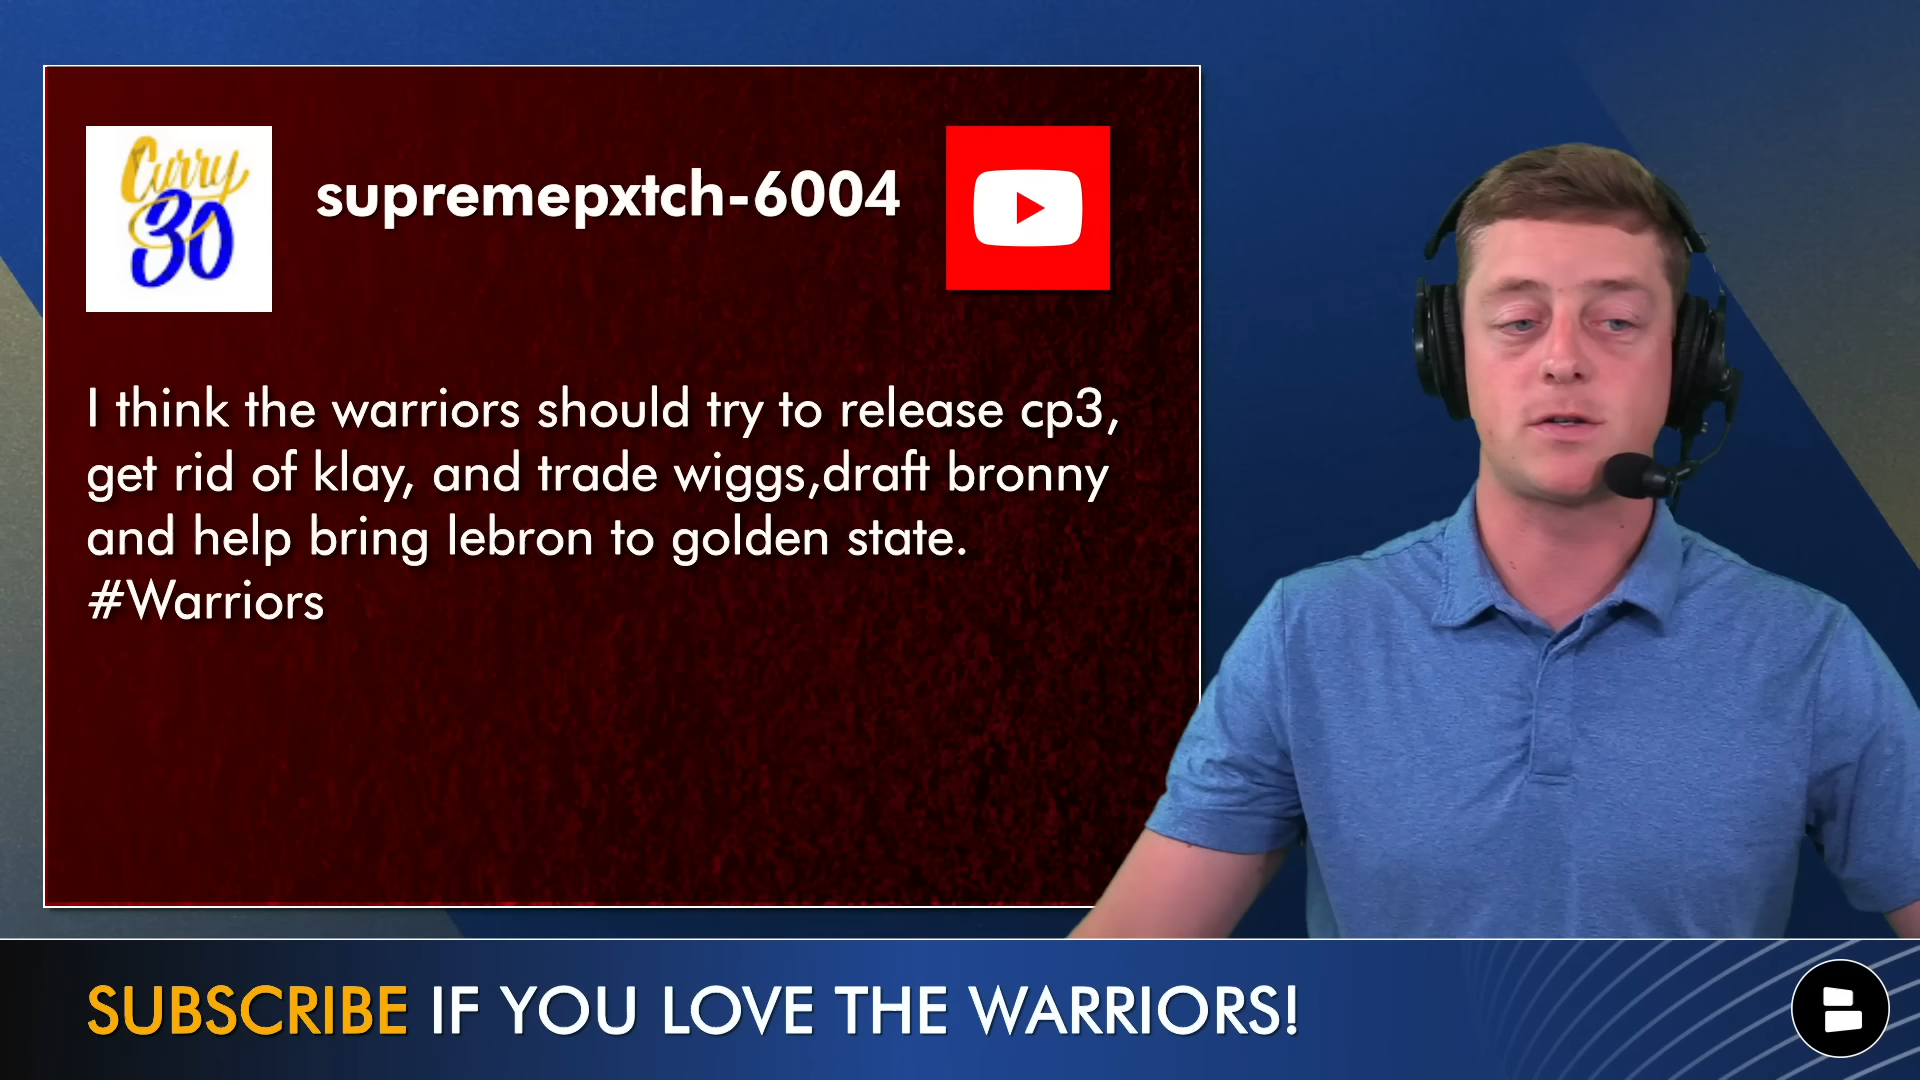 Curry
30
supremepxtch-6004
I think the warriors should try to release cp3,
get rid of klay, and trade wiggs,draft bronny
and help bring lebron to golden state.
#Warriors
SUBSCRIBE IF YOU LOVE THE WARRIORS!